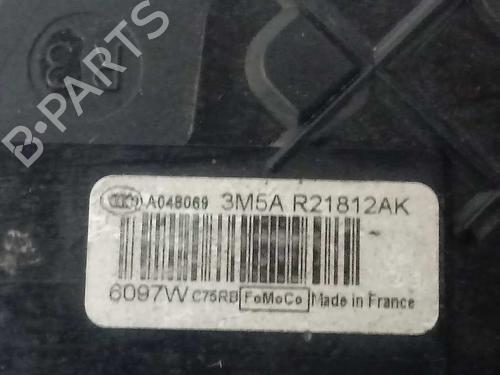 B-PARTS
A048069 3M5A R21812AK
6097W C75RB FoMoCo Made in France